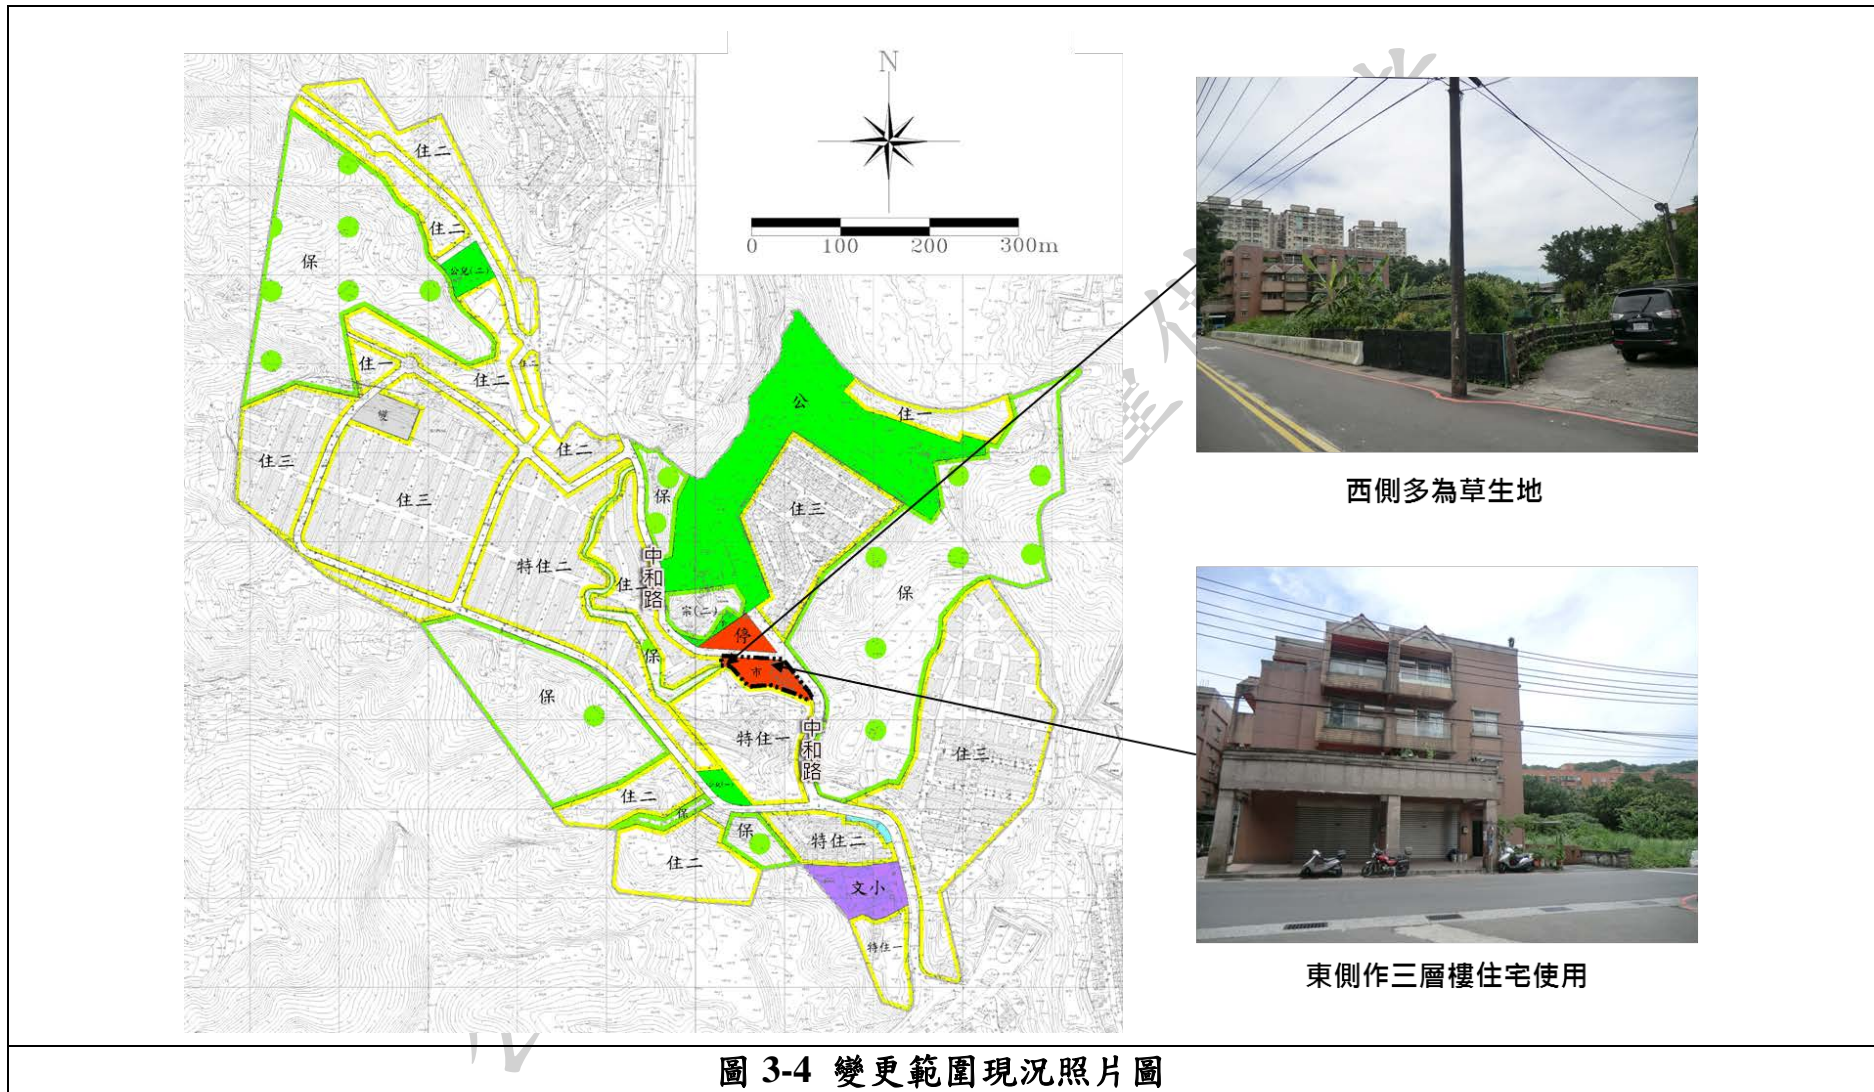 N
0 100 200 300m
住二
住二
公兒(二)
保
住一
住二
住二
變
住三
住三
住二
特住二
保
公
住一
住三
中和路
宗(二)
停
市
保
保
保
特住一
中和路
住三
住二
保
保
住二
特住二
文小
特住一
西側多為草生地
東側作三層樓住宅使用
圖 3-4 變更範圍現況照片圖